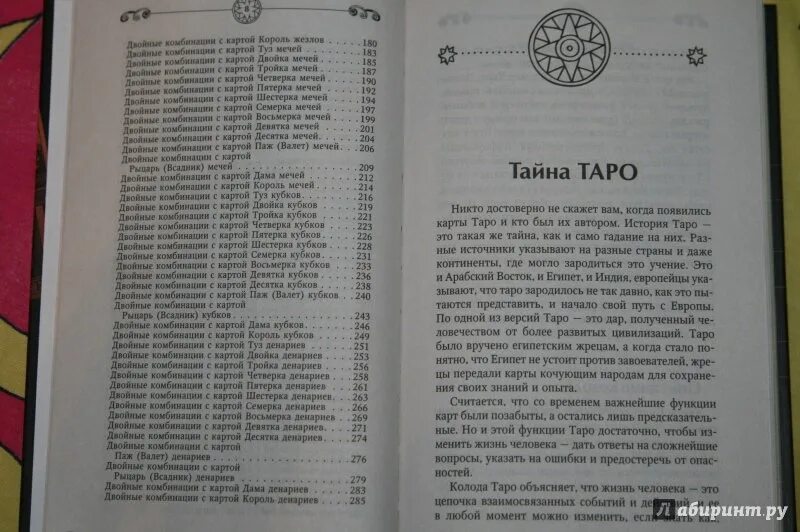 8
Двойные комбинации с картой Король жезлов . . . . . 180
Двойные комбинации с картой Туз мечей . . . . . . . . 183
Двойные комбинации с картой Двойка мечей . . . . . . 185
Двойные комбинации с картой Тройка мечей . . . . . . 187
Двойные комбинации с картой Четверка мечей . . . . . 190
Двойные комбинации с картой Пятерка мечей . . . . . . 192
Двойные комбинации с картой Шестерка мечей . . . . . 194
Двойные комбинации с картой Семерка мечей . . . . . . 197
Двойные комбинации с картой Восьмерка мечей . . . . . 199
Двойные комбинации с картой Девятка мечей . . . . . . 201
Двойные комбинации с картой Десятка мечей . . . . . . 204
Двойные комбинации с картой Паж (Валет) мечей . . . . 206
Двойные комбинации с картой
Рыцарь (Всадник) мечей . . . . . . . . . . . . . . . 209
Двойные комбинации с картой Дама мечей . . . . . . . 212
Двойные комбинации с картой Король мечей . . . . . . 214
Двойные комбинации с картой Туз кубков . . . . . . . . 216
Двойные комбинации с картой Двойка кубков . . . . . . 219
Двойные комбинации с картой Тройка кубков . . . . . . 221
Двойные комбинации с картой Четверка кубков . . . . . 223
Двойные комбинации с картой Пятерка кубков . . . . . 226
Двойные комбинации с картой Шестерка кубков . . . . . 228
Двойные комбинации с картой Семерка кубков . . . . . 231
Двойные комбинации с картой Восьмерка кубков . . . . 233
Двойные комбинации с картой Девятка кубков . . . . . 236
Двойные комбинации с картой Десятка кубков . . . . . 238
Двойные комбинации с картой Паж (Валет) кубков . . . 240
Двойные комбинации с картой
Рыцарь (Всадник) кубков . . . . . . . . . . . . . . . 243
Двойные комбинации с картой Дама кубков . . . . . . . 246
Двойные комбинации с картой Король кубков . . . . . . 249
Двойные комбинации с картой Туз денариев . . . . . . . 251
Двойные комбинации с картой Двойка денариев . . . . . 253
Двойные комбинации с картой Тройка денариев . . . . . 256
Двойные комбинации с картой Четверка денариев . . . . 258
Двойные комбинации с картой Пятерка денариев . . . . 261
Двойные комбинации с картой Шестерка денариев . . . . 263
Двойные комбинации с картой Семерка денариев . . . . 266
Двойные комбинации с картой Восьмерка денариев . . . 269
Двойные комбинации с картой Девятка денариев . . . . . 271
Двойные комбинации с картой Десятка денариев . . . . . 274
Двойные комбинации с картой
Паж (Валет) денариев . . . . . . . . . . . . . . . . . 276
Двойные комбинации с картой
Рыцарь (Всадник) денариев . . . . . . . . . . . . . . 279
Двойные комбинации с картой Дама денариев . . . . . . 283
Двойные комбинации с картой Король денариев . . . . . 285
Тайна ТАРО
Никто достоверно не скажет вам, когда появились
карты Таро и кто был их автором. История Таро —
это такая же тайна, как и само гадание на них. Раз-
ные источники указывают на разные страны и даже
континенты, где могло зародиться это учение. Это
и Арабский Восток, и Египет, и Индия, европейцы ука-
зывают, что таро зародилось не так давно, как это пы-
таются представить, и начало свой путь с Европы.
По одной из версий Таро — это дар, полученный че-
ловечеством от более развитых цивилизаций. Таро
было вручено египетским жрецам, а когда стало по-
нятно, что Египет не устоит против завоевателей, жре-
цы передали карты кочующим народам для сохране-
ния своих знаний и опыта.
Считается, что со временем важнейшие функции
карт были позабыты, а остались лишь предсказатель-
ные. Но и этой функции Таро достаточно, чтобы из-
менить жизнь человека — дать ответы на сложнейшие
вопросы, указать на ошибки и предостеречь от опас-
ностей.
Колода Таро объясняет, что жизнь человека — это
цепочка взаимосвязанных событий и действий, и ее
в любой момент можно изменить, если знать
Лабиринт.ру